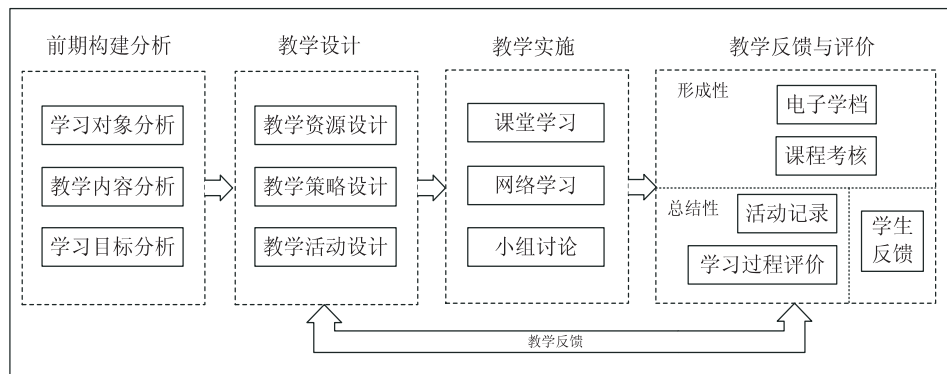 前期构建分析
学习对象分析
教学内容分析
学习目标分析
教学设计
教学资源设计
教学策略设计
教学活动设计
教学实施
课堂学习
网络学习
小组讨论
教学反馈与评价
形成性
电子学档
课程考核
总结性
活动记录
学习过程评价
学生
反馈
教学反馈